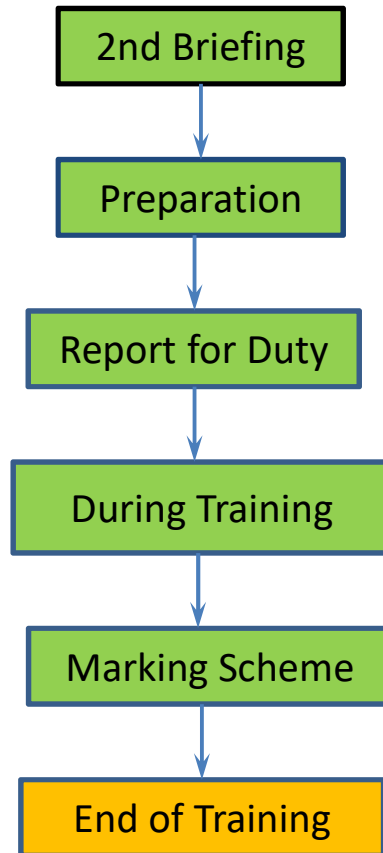 2nd Briefing
Preparation
Report for Duty
During Training
Marking Scheme
End of Training